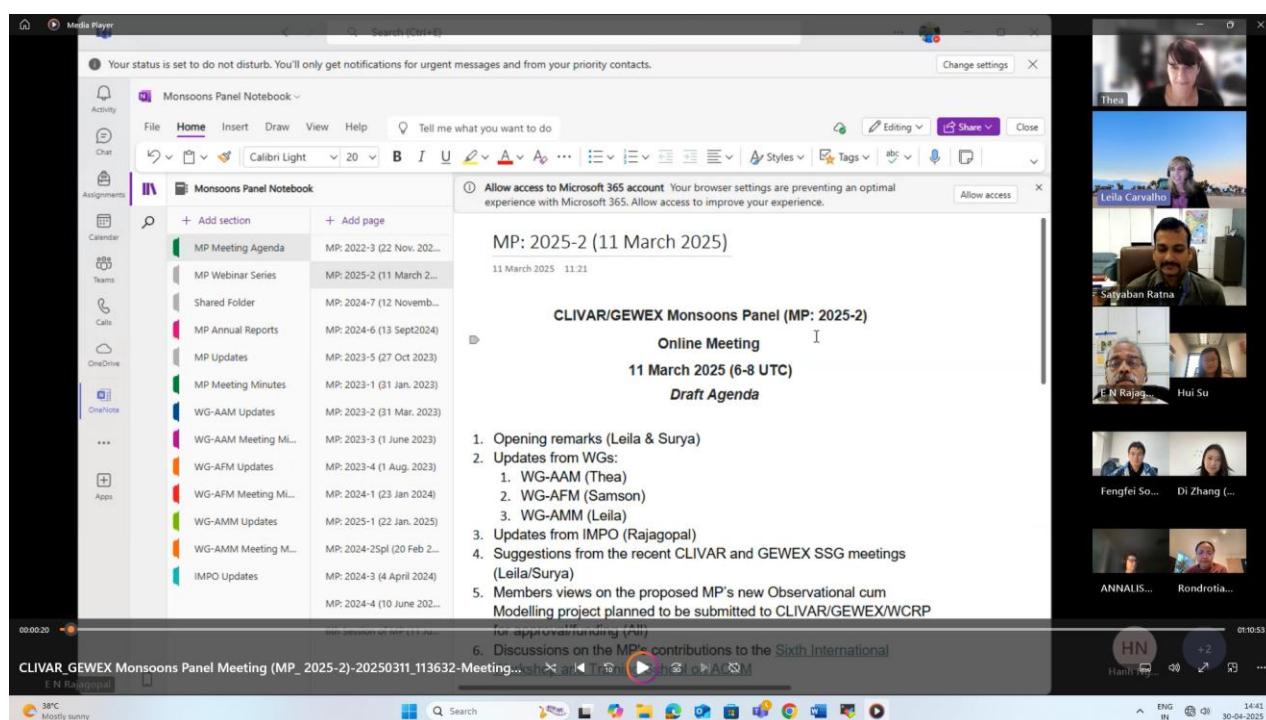 Media Player
Search (Ctrl+E)
Your status is set to do not disturb. You'll only get notifications for urgent messages and from your priority contacts.
Change settings
Activity
Chat
Assignments
Calendar
Teams
Calls
OneDrive
OneNote
Apps
Monsoons Panel Notebook
File Home Insert Draw View Help Tell me what you want to do
Editing
Share
Close
Calibri Light 20 B I U A Styles Tags abc
Monsoons Panel Notebook
Allow access to Microsoft 365 account Your browser settings are preventing an optimal
experience with Microsoft 365. Allow access to improve your experience.
Allow access
+ Add section
MP Meeting Agenda
MP Webinar Series
Shared Folder
MP Annual Reports
MP Updates
MP Meeting Minutes
WG-AAM Updates
WG-AAM Meeting Mi...
WG-AFM Updates
WG-AFM Meeting Mi...
WG-AMM Updates
WG-AMM Meeting M...
IMPO Updates
+ Add page
MP: 2022-3 (22 Nov. 202...
MP: 2025-2 (11 March 2...
MP: 2024-7 (12 Novemb...
MP: 2024-6 (13 Sept2024)
MP: 2023-5 (27 Oct 2023)
MP: 2023-1 (31 Jan. 2023)
MP: 2023-2 (31 Mar. 2023)
MP: 2023-3 (1 June 2023)
MP: 2023-4 (1 Aug. 2023)
MP: 2024-1 (23 Jan 2024)
MP: 2025-1 (22 Jan. 2025)
MP: 2024-2Spl (20 Feb 2...
MP: 2024-3 (4 April 2024)
MP: 2024-4 (10 June 202...
MP: 2025-2 (11 March 2025)
11 March 2025 11:21
CLIVAR/GEWEX Monsoons Panel (MP: 2025-2)
Online Meeting
11 March 2025 (6-8 UTC)
Draft Agenda
1. Opening remarks (Leila & Surya)
2. Updates from WGs:
1. WG-AAM (Thea)
2. WG-AFM (Samson)
3. WG-AMM (Leila)
3. Updates from IMPO (Rajagopal)
4. Suggestions from the recent CLIVAR and GEWEX SSG meetings
(Leila/Surya)
5. Members views on the proposed MP's new Observational cum
Modelling project planned to be submitted to CLIVAR/GEWEX/WCRP
for approval/funding (All)
6. Discussions on the MP's contributions to the Sixth International
Thea
Leila Carvalho
Satyaban Ratna
E N Rajag...
Hui Su
Fengfei So...
Di Zhang (...
ANNALIS...
Rondrotia...
HN
+2
00:00:20
01:10:53
CLIVAR_GEWEX Monsoons Panel Meeting (MP_ 2025-2)-20250311_113632-Meeting...
E N Rajagopal
38°C
Mostly sunny
Search
ENG
IN
14:41
30-04-2025